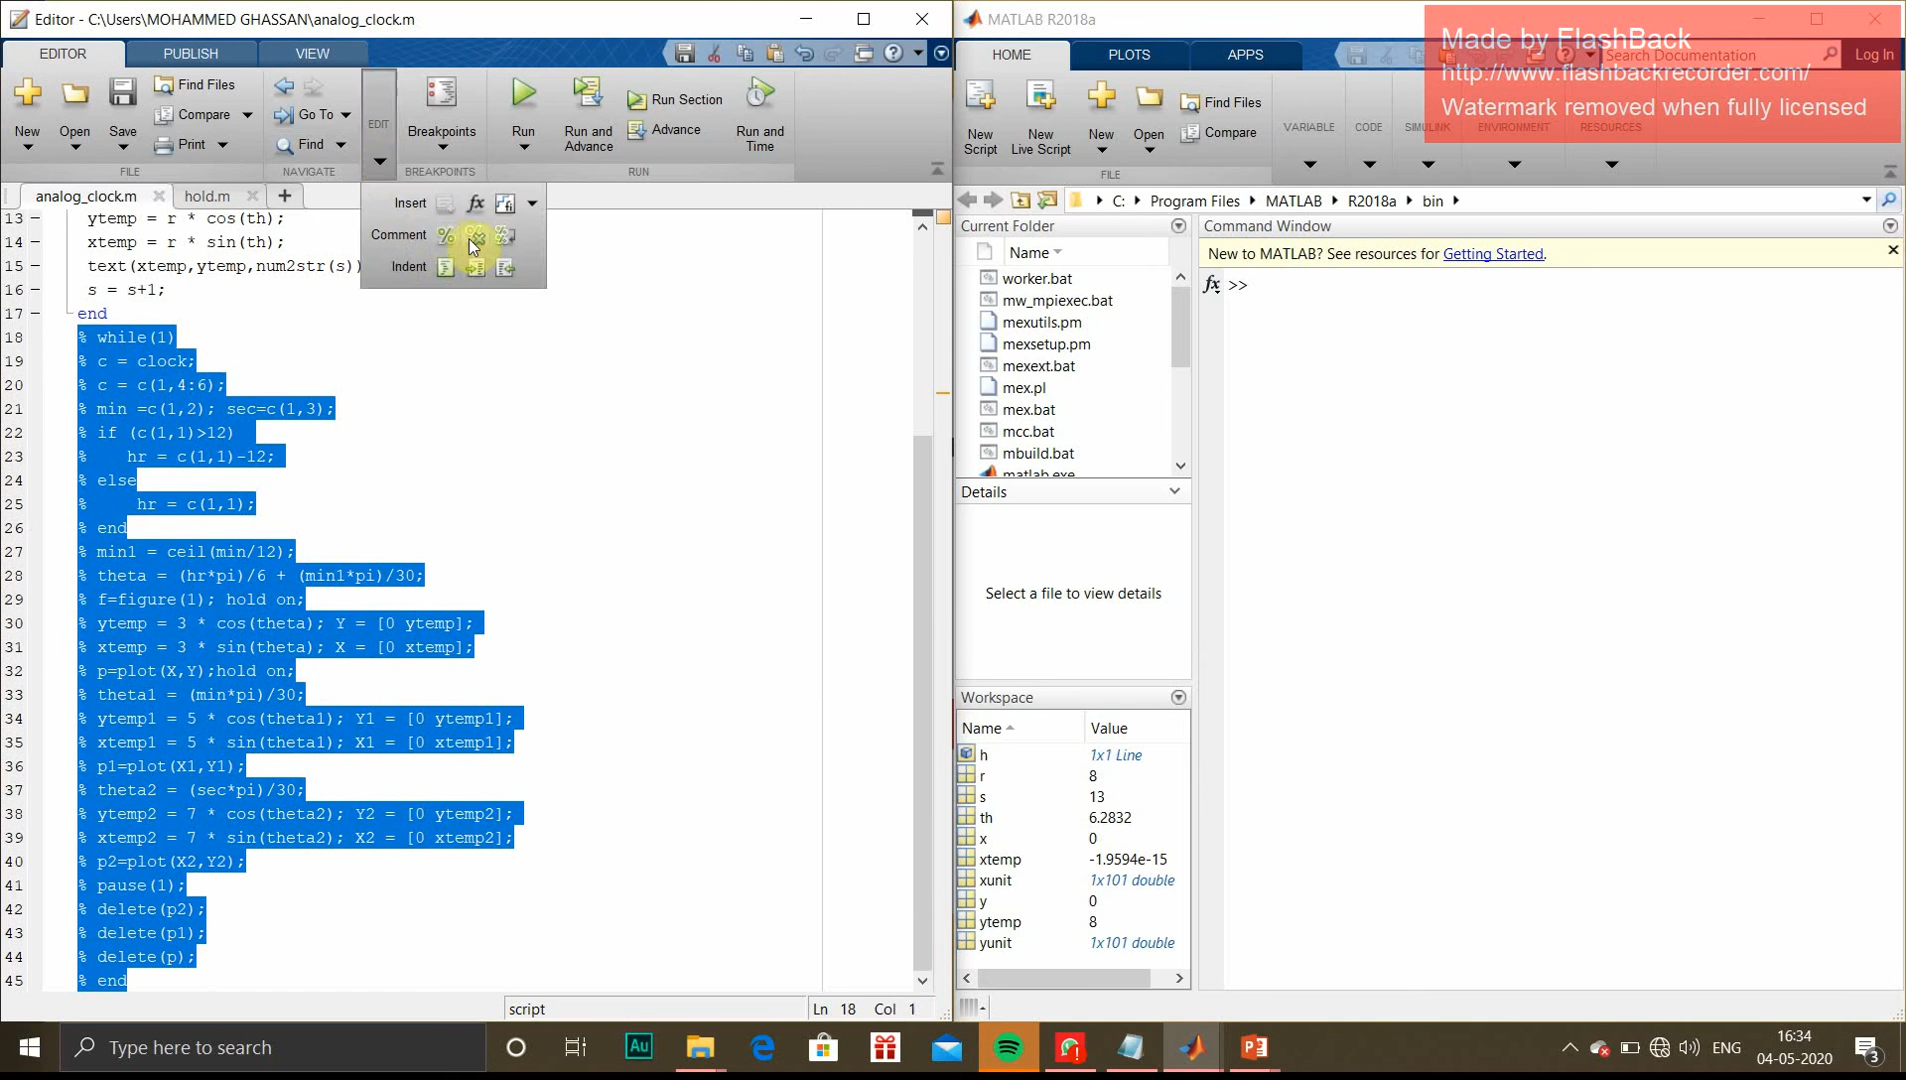 Editor - C:\Users\MOHAMMED GHASSAN\analog_clock.m
EDITOR PUBLISH VIEW
New Open Save
Find Files
Compare
Print
FILE
Go To
Find
NAVIGATE
EDIT
Breakpoints
BREAKPOINTS
Run
Run and Advance
Run Section
Advance
Run and Time
RUN
analog_clock.m hold.m
Insert fx fi
Comment % %
Indent
13 ytemp = r * cos(th);
14 xtemp = r * sin(th);
15 text(xtemp,ytemp,num2str(s))
16 s = s+1;
17 end
18 % while(1)
19 % c = clock;
20 % c = c(1,4:6);
21 % min =c(1,2); sec=c(1,3);
22 % if (c(1,1)>12)
23 % hr = c(1,1)-12;
24 % else
25 % hr = c(1,1);
26 % end
27 % min1 = ceil(min/12);
28 % theta = (hr*pi)/6 + (min1*pi)/30;
29 % f=figure(1); hold on;
30 % ytemp = 3 * cos(theta); Y = [0 ytemp];
31 % xtemp = 3 * sin(theta); X = [0 xtemp];
32 % p=plot(X,Y);hold on;
33 % theta1 = (min*pi)/30;
34 % ytemp1 = 5 * cos(theta1); Y1 = [0 ytemp1];
35 % xtemp1 = 5 * sin(theta1); X1 = [0 xtemp1];
36 % p1=plot(X1,Y1);
37 % theta2 = (sec*pi)/30;
38 % ytemp2 = 7 * cos(theta2); Y2 = [0 ytemp2];
39 % xtemp2 = 7 * sin(theta2); X2 = [0 xtemp2];
40 % p2=plot(X2,Y2);
41 % pause(1);
42 % delete(p2);
43 % delete(p1);
44 % delete(p);
45 % end
script Ln 18 Col 1
MATLAB R2018a
Made by FlashBack
http://www.flashbackrecorder.com/
Watermark removed when fully licensed
HOME PLOTS APPS
Search Documentation Log In
New Script
New Live Script
New Open
Find Files
Compare
FILE
VARIABLE CODE SIMULINK ENVIRONMENT RESOURCES
C: Program Files MATLAB R2018a bin
Current Folder
Name
worker.bat
mw_mpiexec.bat
mexutils.pm
mexsetup.pm
mexext.bat
mex.pl
mex.bat
mcc.bat
mbuild.bat
matlab.exe
Details
Select a file to view details
Workspace
Name Value
h 1x1 Line
r 8
s 13
th 6.2832
x 0
xtemp -1.9594e-15
xunit 1x101 double
y 0
ytemp 8
yunit 1x101 double
Command Window
New to MATLAB? See resources for Getting Started.
fx >>
Type here to search
Au
ENG
16:34
04-05-2020
3